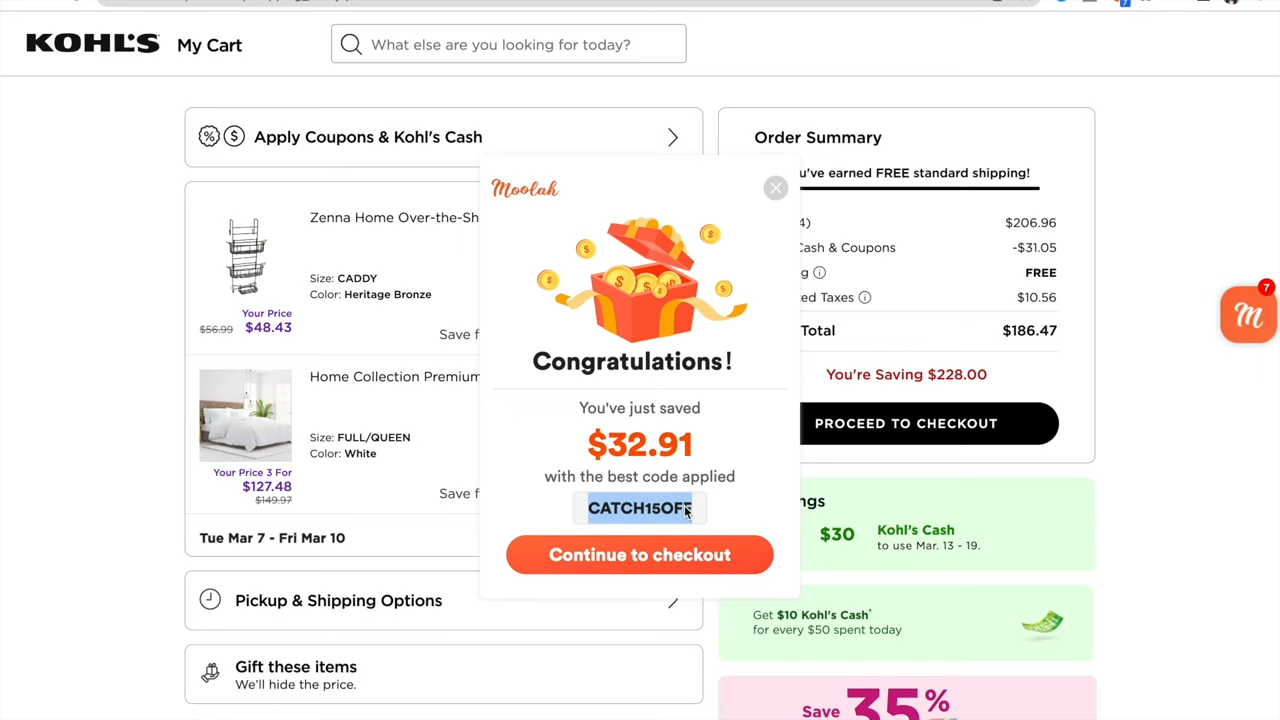 KOHL'S
My Cart
What else are you looking for today?
Apply Coupons & Kohl's Cash
Zenna Home Over-the-Sh
Size: CADDY
Color: Heritage Bronze
Your Price
$56.99 $48.43
Save f
Home Collection Premium
Size: FULL/QUEEN
Color: White
Your Price 3 For
$127.48
$149.97
Save f
Tue Mar 7 - Fri Mar 10
Pickup & Shipping Options
Gift these items
We'll hide the price.
Moolah
Congratulations!
You've just saved
$32.91
with the best code applied
CATCH15OFF
Continue to checkout
Order Summary
u've earned FREE standard shipping!
4) $206.96
Cash & Coupons -$31.05
g FREE
ed Taxes $10.56
Total $186.47
You're Saving $228.00
PROCEED TO CHECKOUT
ngs
$30 Kohl's Cash
to use Mar. 13 - 19.
Get $10 Kohl's Cash*
for every $50 spent today
Save 35%
m
7
7